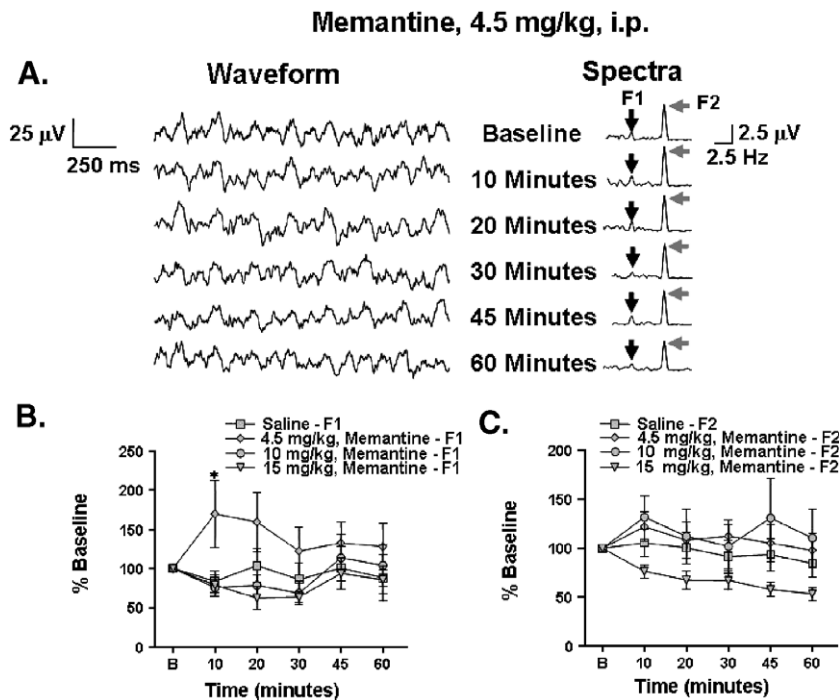 Memantine, 4.5 mg/kg, i.p.
A.
Waveform
Spectra
F1
F2
25 μV
250 ms
2.5 μV
2.5 Hz
Baseline
10 Minutes
20 Minutes
30 Minutes
45 Minutes
60 Minutes
B.
Saline - F1
4.5 mg/kg, Memantine - F1
10 mg/kg, Memantine - F1
15 mg/kg, Memantine - F1
250
200
150
100
50
0
% Baseline
*
B 10 20 30 45 60
Time (minutes)
C.
Saline - F2
4.5 mg/kg, Memantine - F2
10 mg/kg, Memantine - F2
15 mg/kg, Memantine - F2
200
150
100
50
0
% Baseline
B 10 20 30 45 60
Time (minutes)